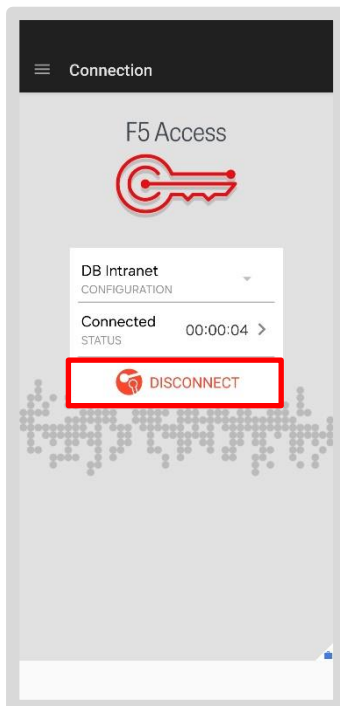 Connection
F5 Access
DB Intranet
CONFIGURATION
Connected
STATUS
00:00:04
DISCONNECT